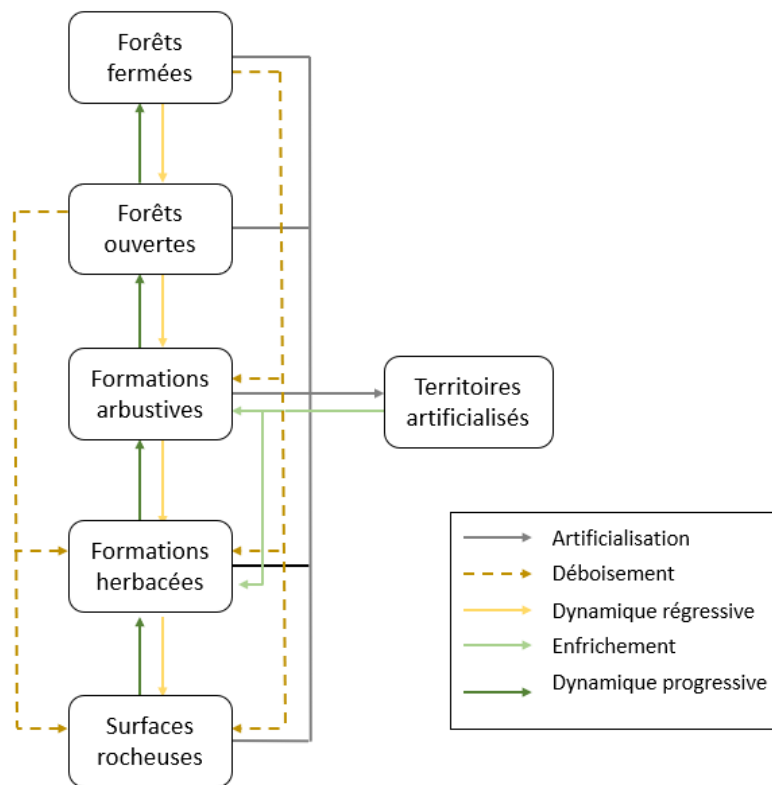 Forêts
fermées
Forêts
ouvertes
Formations
arbustives
Territoires
artificialisés
Formations
herbacées
Surfaces
rocheuses
Artificialisation
Déboisement
Dynamique régressive
Enfrichement
Dynamique progressive